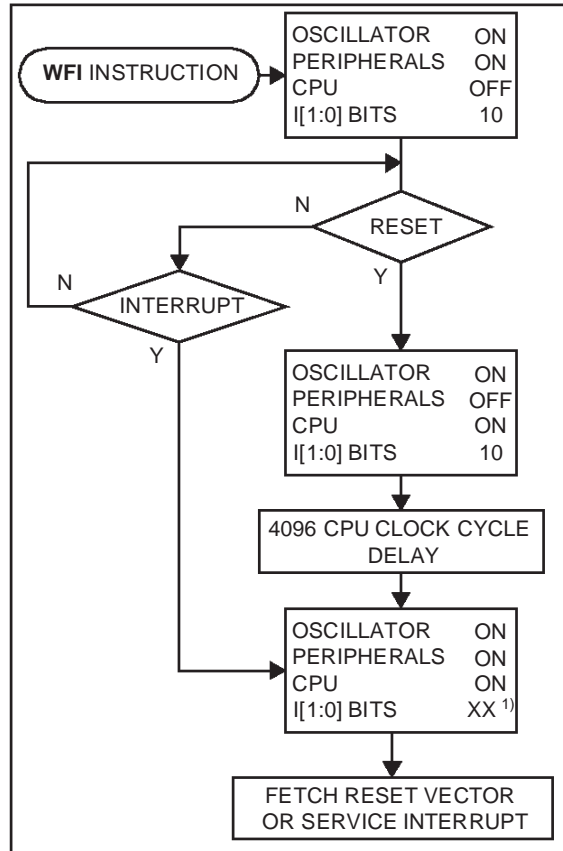 WFI INSTRUCTION
OSCILLATOR ON
PERIPHERALS ON
CPU OFF
I[1:0] BITS 10
N
RESET
Y
N
INTERRUPT
Y
OSCILLATOR ON
PERIPHERALS OFF
CPU ON
I[1:0] BITS 10
4096 CPU CLOCK CYCLE
DELAY
OSCILLATOR ON
PERIPHERALS ON
CPU ON
I[1:0] BITS XX 1)
FETCH RESET VECTOR
OR SERVICE INTERRUPT